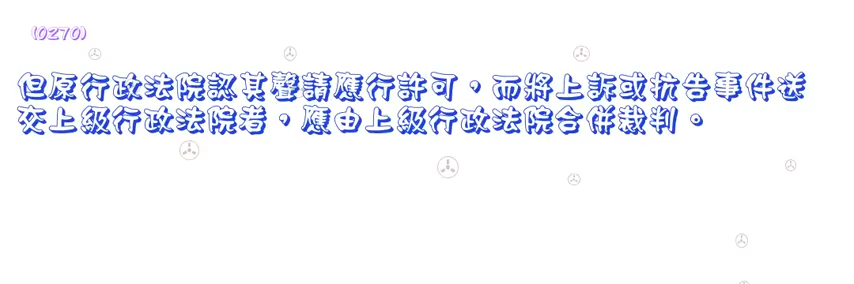 (0270)
但原行政法院認其聲請應行許可，而將上訴或抗告事件送
交上級行政法院者，應由上級行政法院合併裁判。